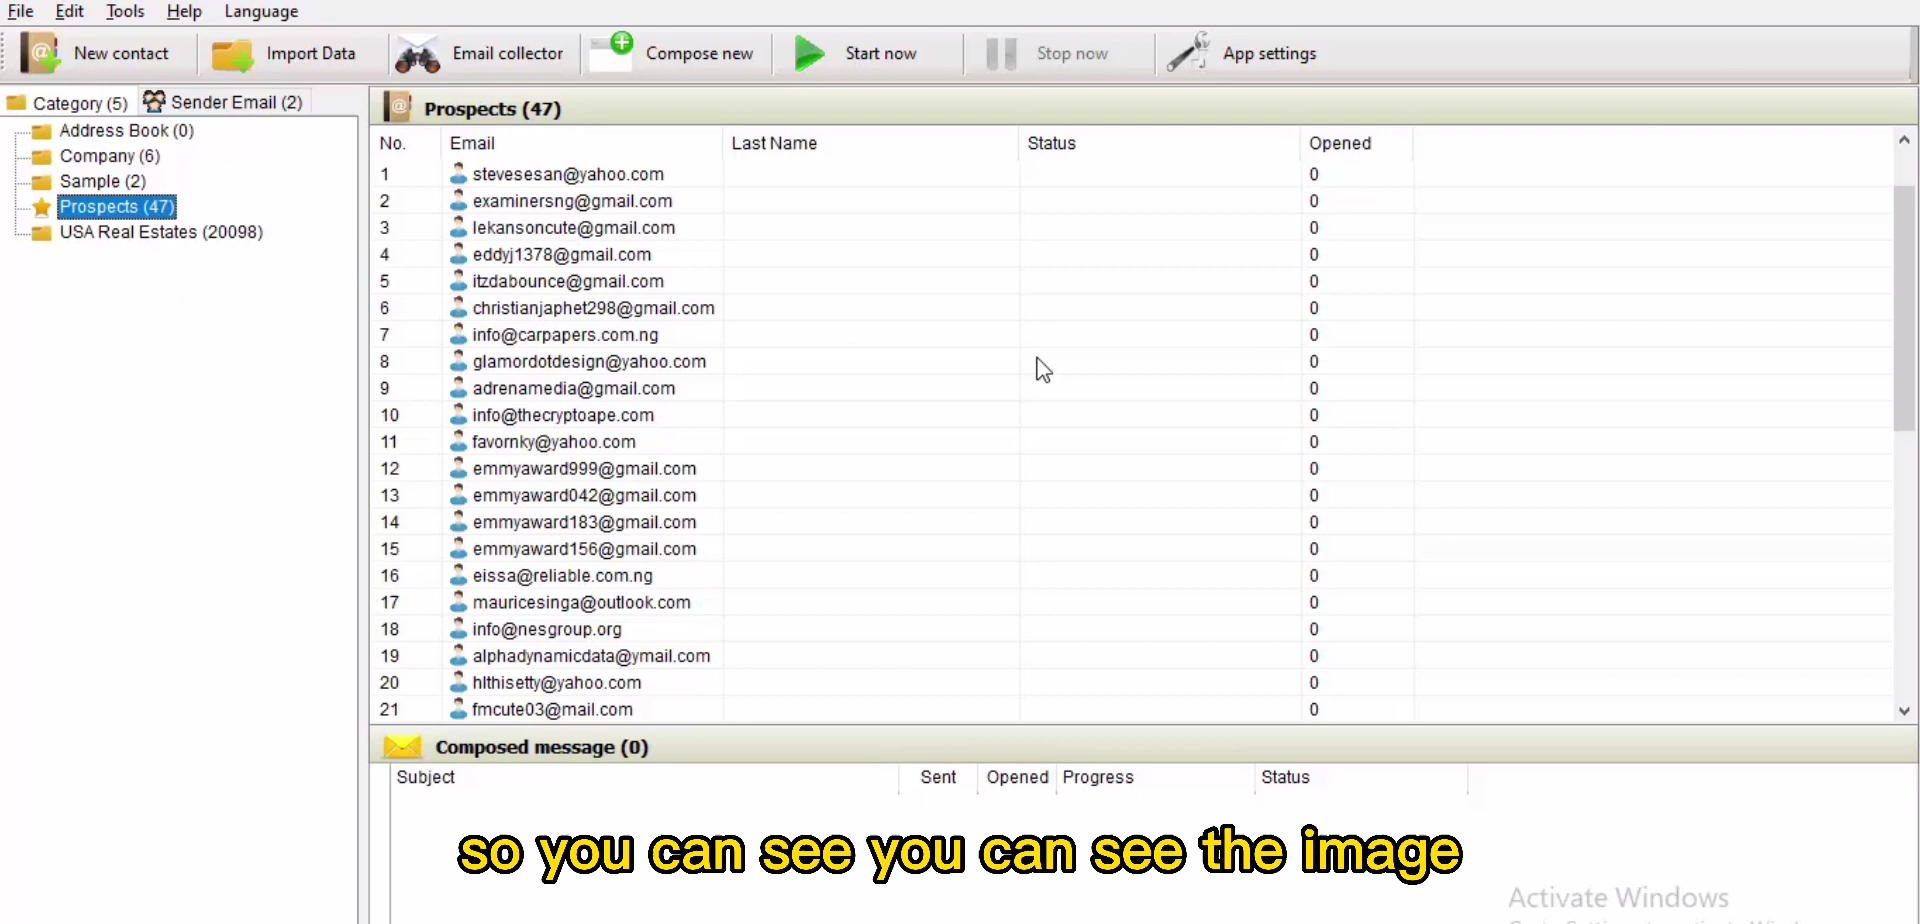 File Edit Tools Help Language
New contact Import Data Email collector Compose new Start now Stop now App settings
Category (5) Sender Email (2)
Address Book (0)
Company (6)
Sample (2)
Prospects (47)
USA Real Estates (20098)
Prospects (47)
No. Email Last Name Status Opened
1 stevesesan@yahoo.com 0
2 examinersng@gmail.com 0
3 lekansoncute@gmail.com 0
4 eddyj1378@gmail.com 0
5 itzdabounce@gmail.com 0
6 christianjaphet298@gmail.com 0
7 info@carpapers.com.ng 0
8 glamordotdesign@yahoo.com 0
9 adrenamedia@gmail.com 0
10 info@thecryptoape.com 0
11 favornky@yahoo.com 0
12 emmyaward999@gmail.com 0
13 emmyaward042@gmail.com 0
14 emmyaward183@gmail.com 0
15 emmyaward156@gmail.com 0
16 eissa@reliable.com.ng 0
17 mauricesinga@outlook.com 0
18 info@nesgroup.org 0
19 alphadynamicdata@ymail.com 0
20 hlthisetty@yahoo.com 0
21 fmcute03@mail.com 0
Composed message (0)
Subject Sent Opened Progress Status
so you can see you can see the image
Activate Windows